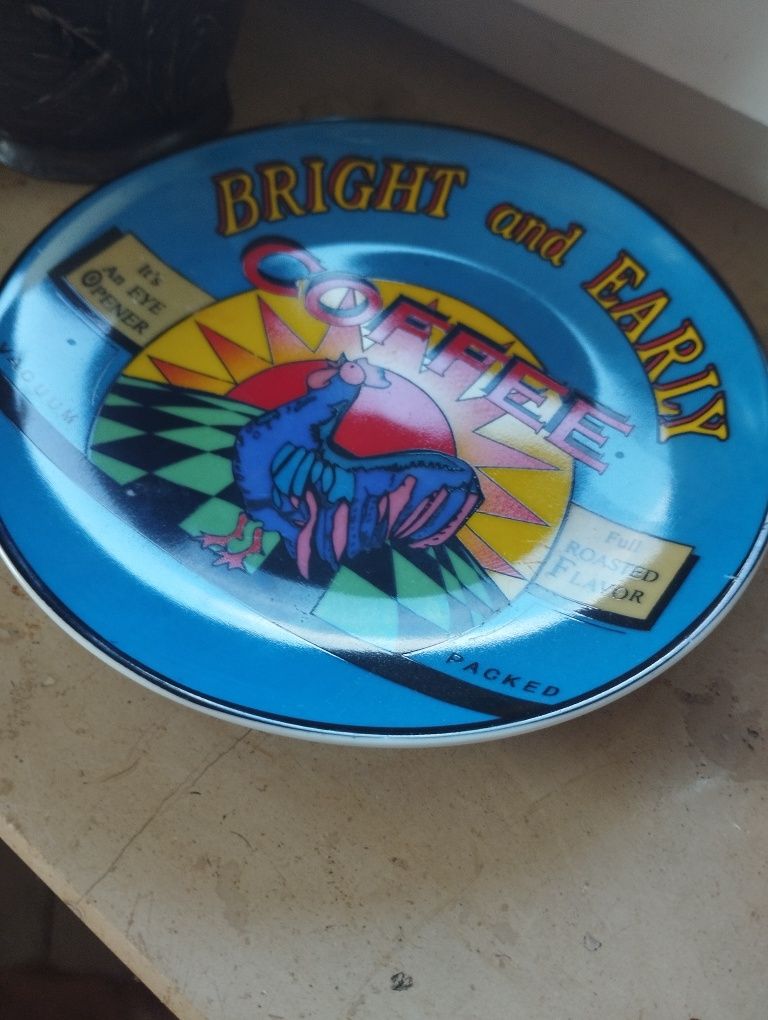 BRIGHT and EARLY
COFFEE
It's
An EYE
OPENER
VACUUM
Full
ROASTED
FLAVOR
PACKED